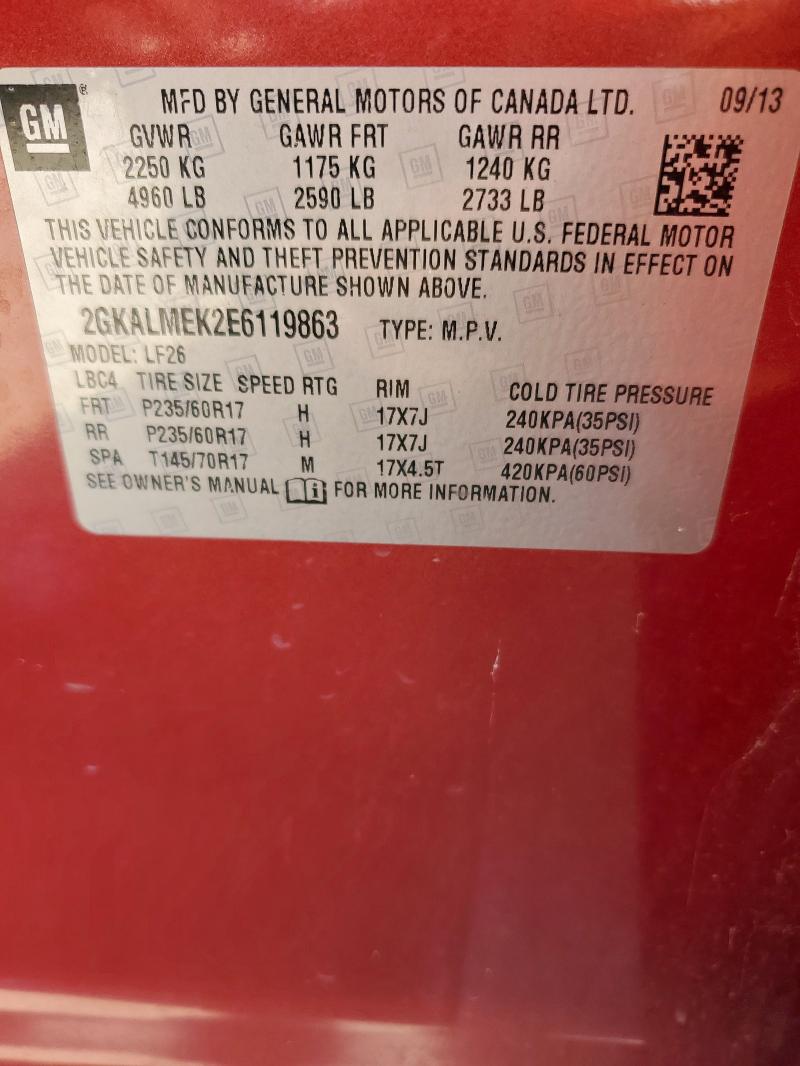 GM® MFD BY GENERAL MOTORS OF CANADA LTD. 09/13
GVWR GAWR FRT GAWR RR
2250 KG 1175 KG 1240 KG
4960 LB 2590 LB 2733 LB
THIS VEHICLE CONFORMS TO ALL APPLICABLE U.S. FEDERAL MOTOR
VEHICLE SAFETY AND THEFT PREVENTION STANDARDS IN EFFECT ON
THE DATE OF MANUFACTURE SHOWN ABOVE.
2GKALMEK2E6119863 TYPE: M.P.V.
MODEL: LF26
LBC4 TIRE SIZE SPEED RTG RIM COLD TIRE PRESSURE
FRT P235/60R17 H 17X7J 240KPA(35PSI)
RR P235/60R17 H 17X7J 240KPA(35PSI)
SPA T145/70R17 M 17X4.5T 420KPA(60PSI)
SEE OWNER'S MANUAL i FOR MORE INFORMATION.